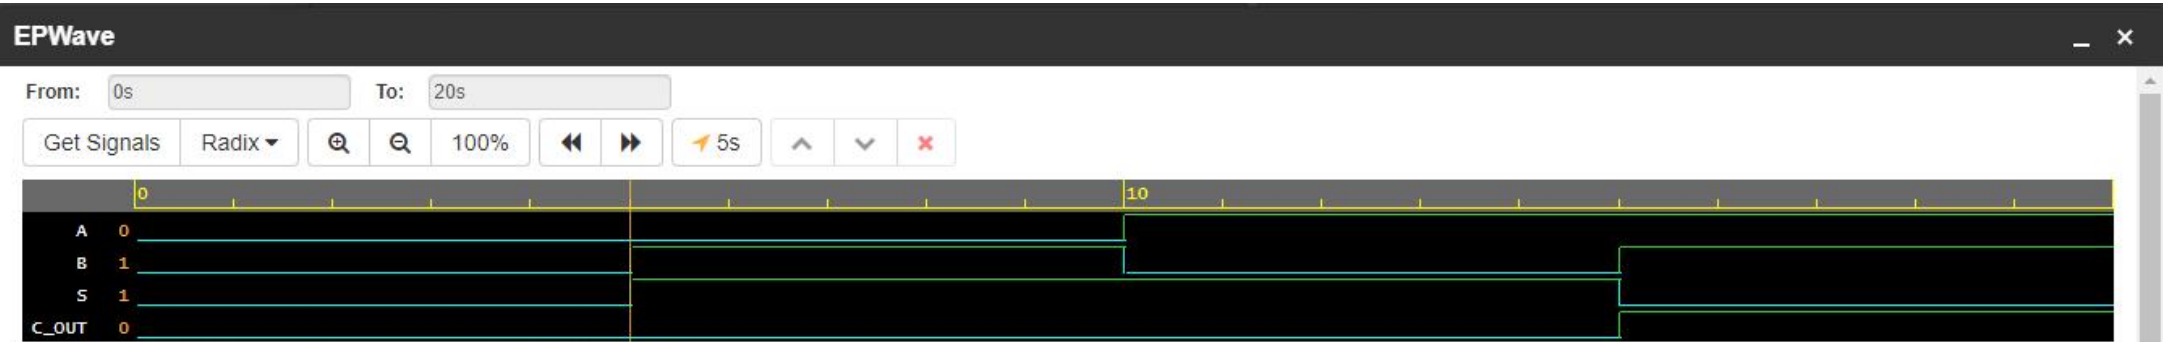 EPWave
From: 0s To: 20s
Get Signals Radix 100% 5s
0 10
A 0
B 1
S 1
C_OUT 0